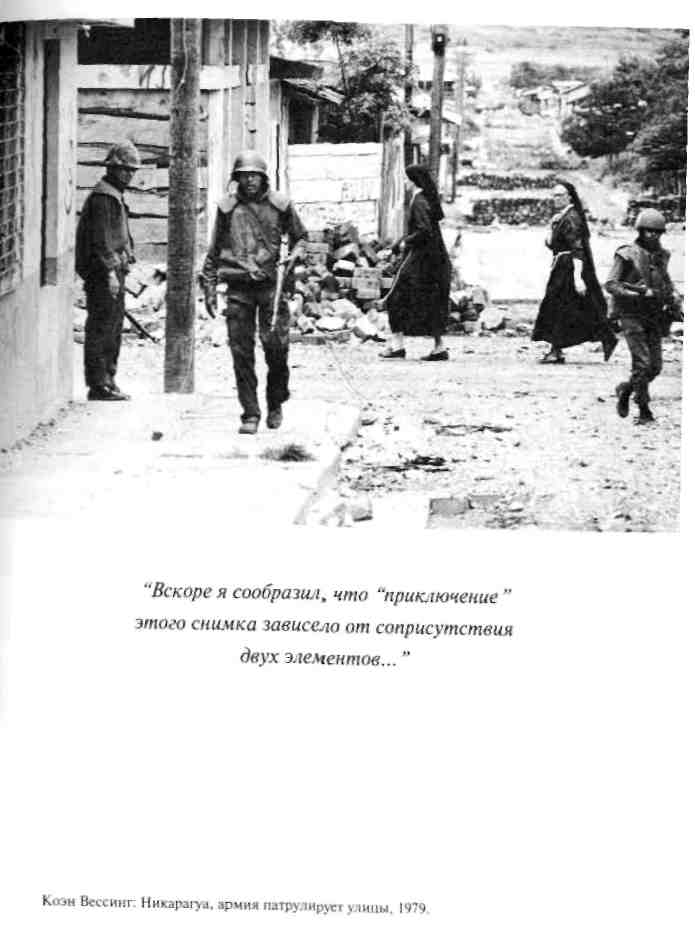 “Вскоре я сообразил, что “приключение”
этого снимка зависело от соприсутствия
двух элементов...”
Коэн Вессинг: Никарагуа, армия патрулирует улицы, 1979.